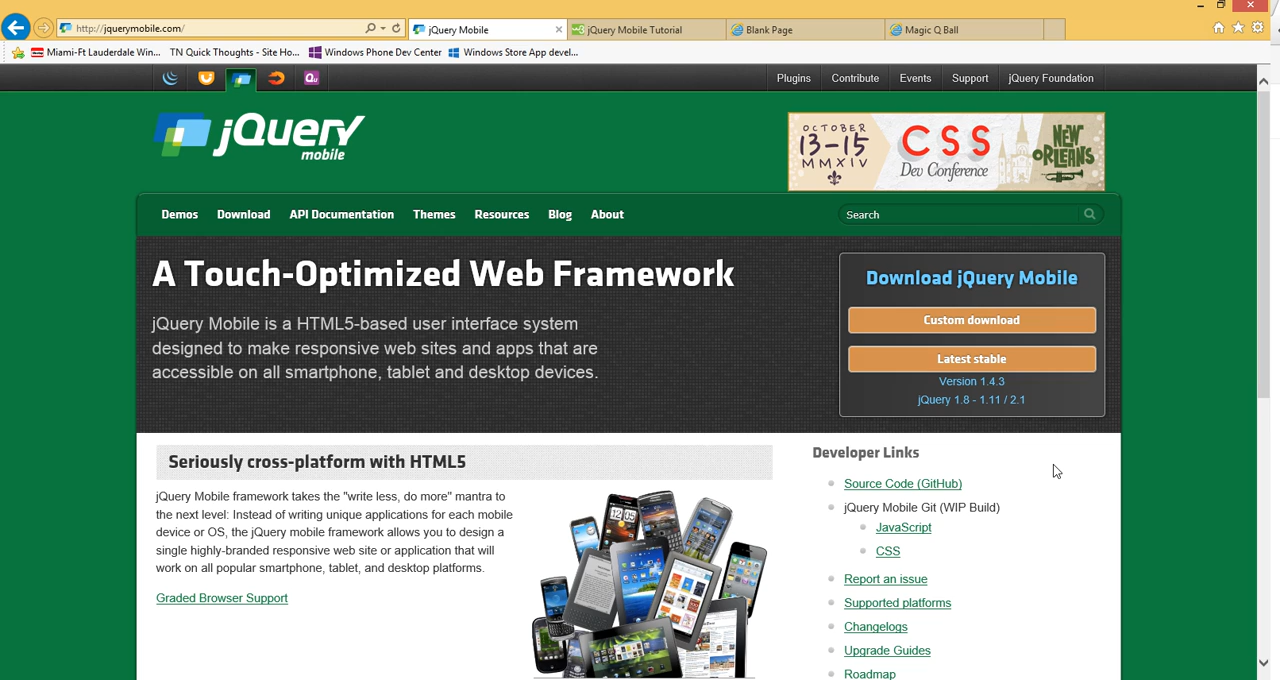 http://jquerymobile.com/
jQuery Mobile
jQuery Mobile Tutorial
Blank Page
Magic Q Ball
Miami-Ft Lauderdale Win...
TN Quick Thoughts - Site Ho...
Windows Phone Dev Center
Windows Store App devel...
Plugins
Contribute
Events
Support
jQuery Foundation
jQuery
mobile
OCTOBER
13-15
MMXIV
CSS
Dev Conference
NEW
ORLEANS
Demos
Download
API Documentation
Themes
Resources
Blog
About
Search
A Touch-Optimized Web Framework
jQuery Mobile is a HTML5-based user interface system
designed to make responsive web sites and apps that are
accessible on all smartphone, tablet and desktop devices.
Download jQuery Mobile
Custom download
Latest stable
Version 1.4.3
jQuery 1.8 - 1.11 / 2.1
Seriously cross-platform with HTML5
jQuery Mobile framework takes the "write less, do more" mantra to
the next level: Instead of writing unique applications for each mobile
device or OS, the jQuery mobile framework allows you to design a
single highly-branded responsive web site or application that will
work on all popular smartphone, tablet, and desktop platforms.
Graded Browser Support
Developer Links
Source Code (GitHub)
jQuery Mobile Git (WIP Build)
JavaScript
CSS
Report an issue
Supported platforms
Changelogs
Upgrade Guides
Roadmap